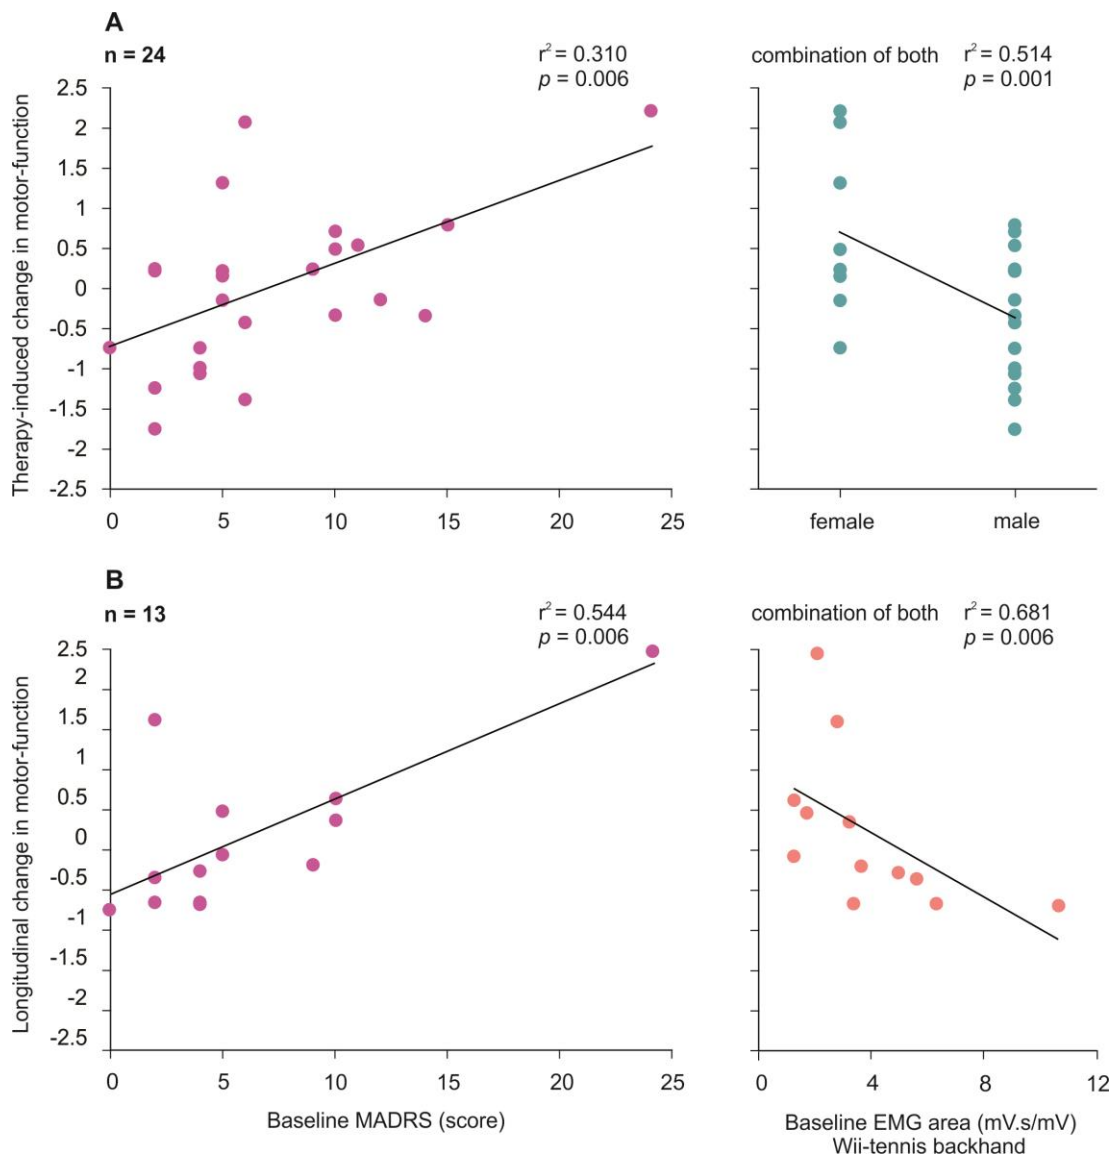 A
n = 24
r² = 0.310
p = 0.006
combination of both
r² = 0.514
p = 0.001
Therapy-induced change in motor-function
2.5
2
1.5
1
0.5
0
-0.5
-1
-1.5
-2
-2.5
0 5 10 15 20 25
female male
B
n = 13
r² = 0.544
p = 0.006
combination of both
r² = 0.681
p = 0.006
Longitudinal change in motor-function
2.5
2
1.5
1
0.5
0
-0.5
-1
-1.5
-2
-2.5
0 5 10 15 20 25
Baseline MADRS (score)
0 4 8 12
Baseline EMG area (mV.s/mV)
Wii-tennis backhand